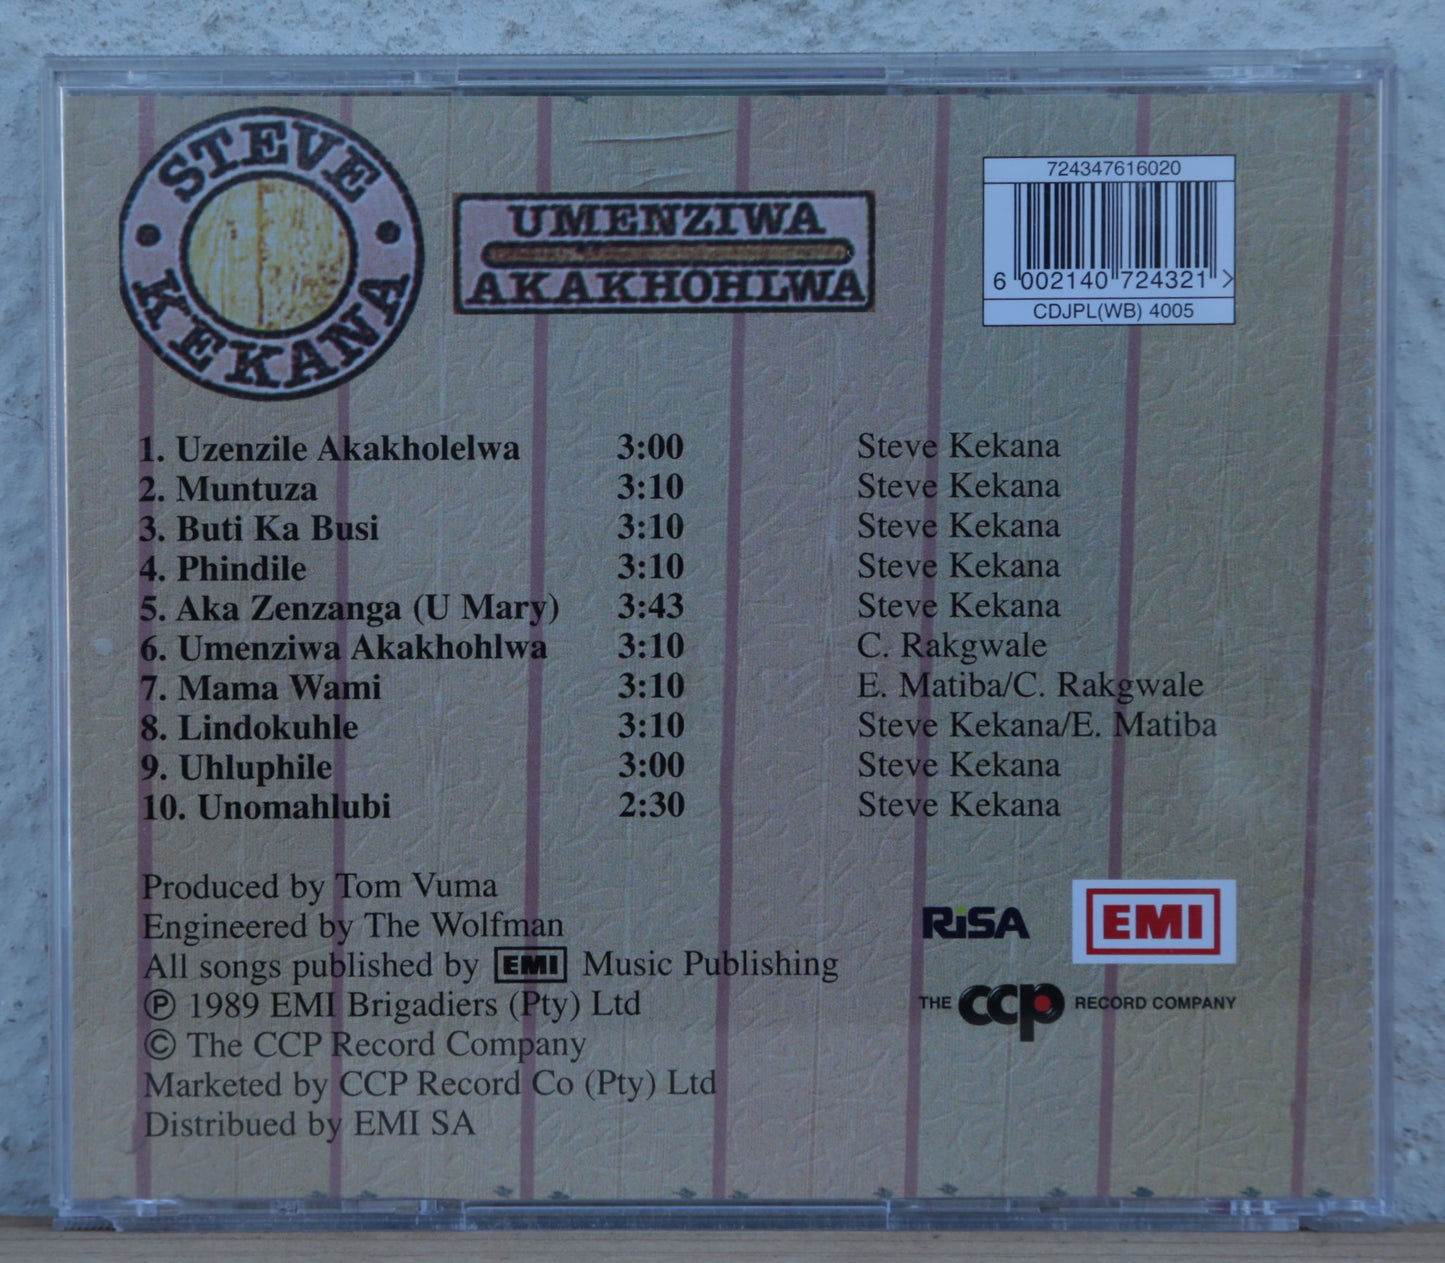 STEVE KEKANA
UMENZIWA
AKAKHOHLWA
724347616020
6 002140 724321 >
CDJPL(WB) 4005
1. Uzenzile Akakholelwa 3:00 Steve Kekana
2. Muntuza 3:10 Steve Kekana
3. Buti Ka Busi 3:10 Steve Kekana
4. Phindile 3:10 Steve Kekana
5. Aka Zenzanga (U Mary) 3:43 Steve Kekana
6. Umenziwa Akakhohlwa 3:10 C. Rakgwale
7. Mama Wami 3:10 E. Matiba/C. Rakgwale
8. Lindokuhle 3:10 Steve Kekana/E. Matiba
9. Uhluphile 3:00 Steve Kekana
10. Unomahlubi 2:30 Steve Kekana
Produced by Tom Vuma
Engineered by The Wolfman
All songs published by EMI Music Publishing
℗ 1989 EMI Brigadiers (Pty) Ltd
© The CCP Record Company
Marketed by CCP Record Co (Pty) Ltd
Distribued by EMI SA
RiSA
EMI
THE ccp RECORD COMPANY